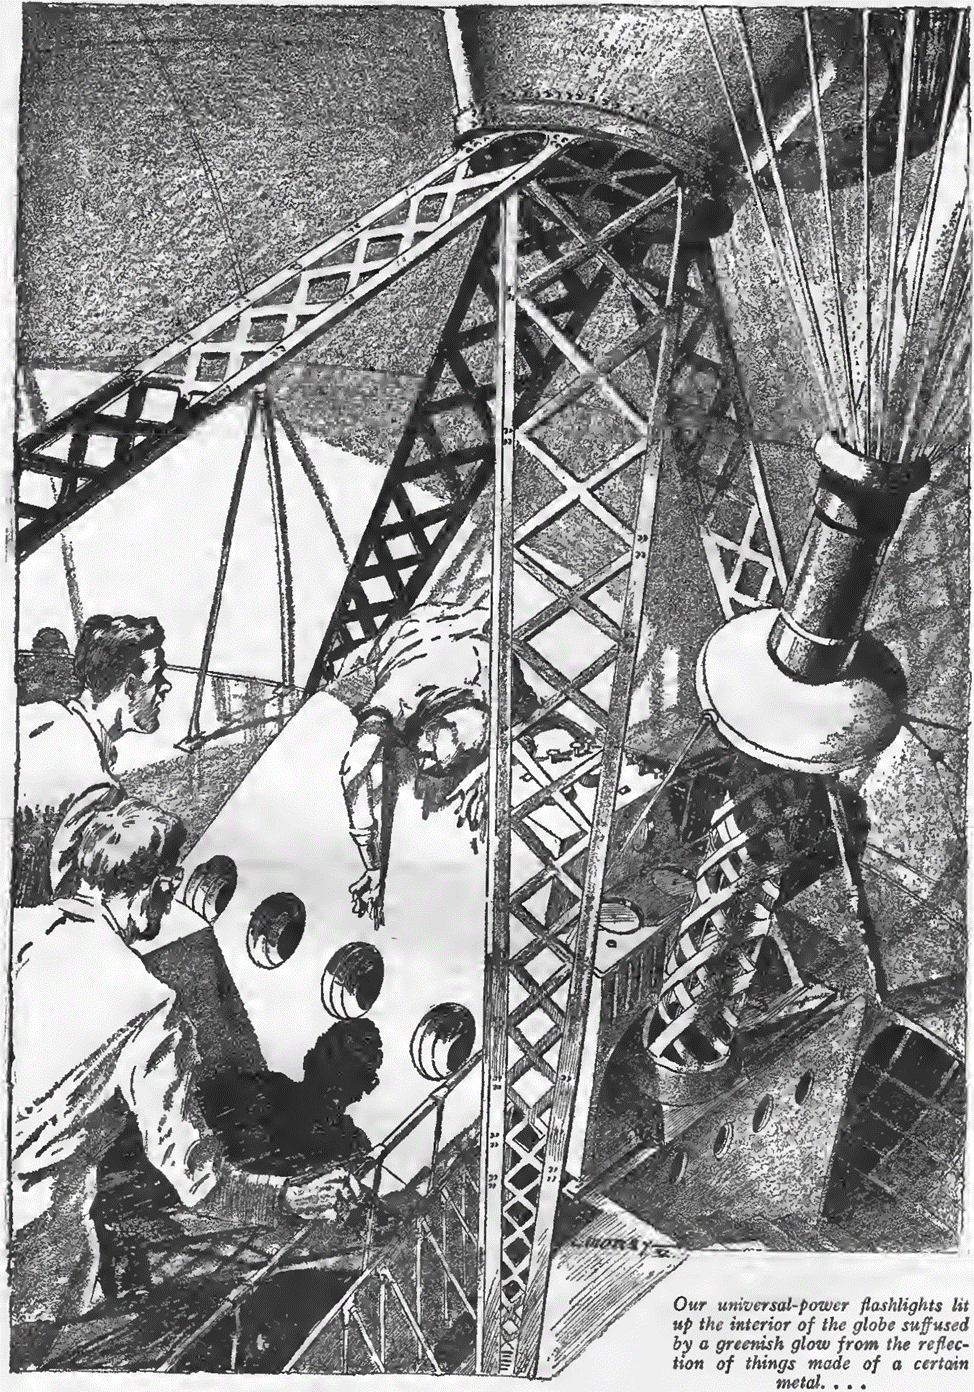 Our universal-power flashlights lit
up the interior of the globe suffused
by a greenish glow from the reflec-
tion of things made of a certain
metal. . . .